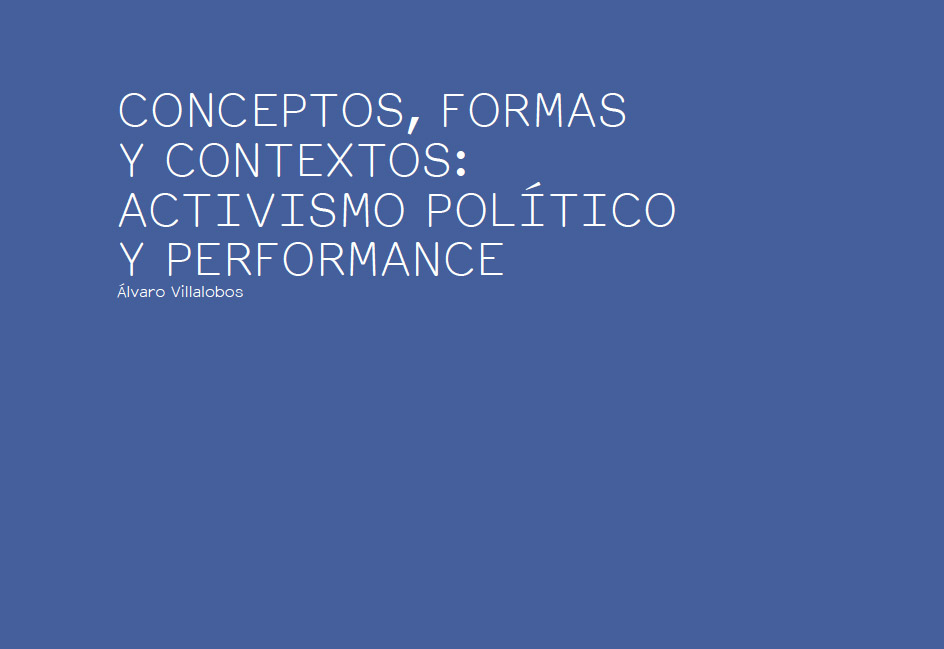 CONCEPTOS, FORMAS
Y CONTEXTOS:
ACTIVISMO POLÍTICO
Y PERFORMANCE
Álvaro Villalobos